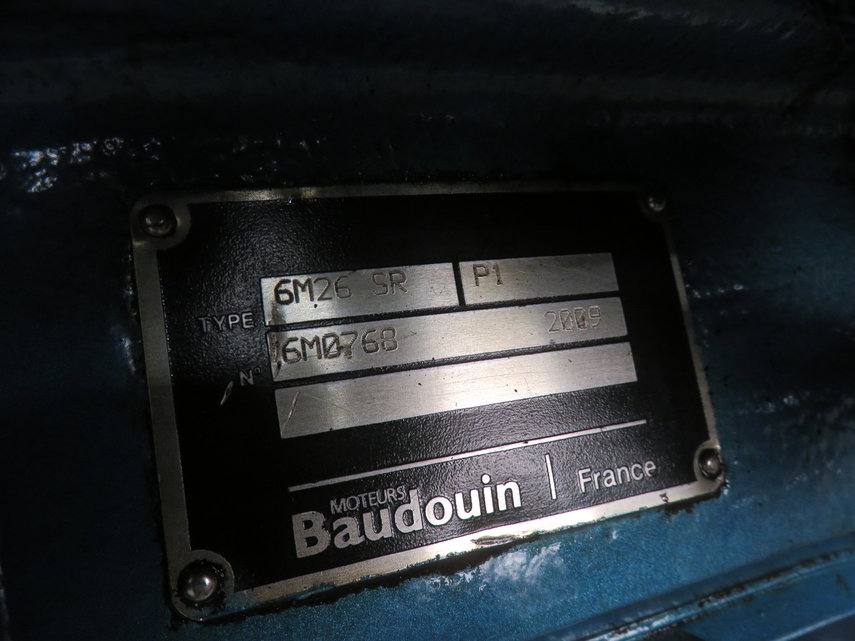 TYPE 6M26 SR P1
N° 6M0768 2009
MOTEURS
Baudouin | France